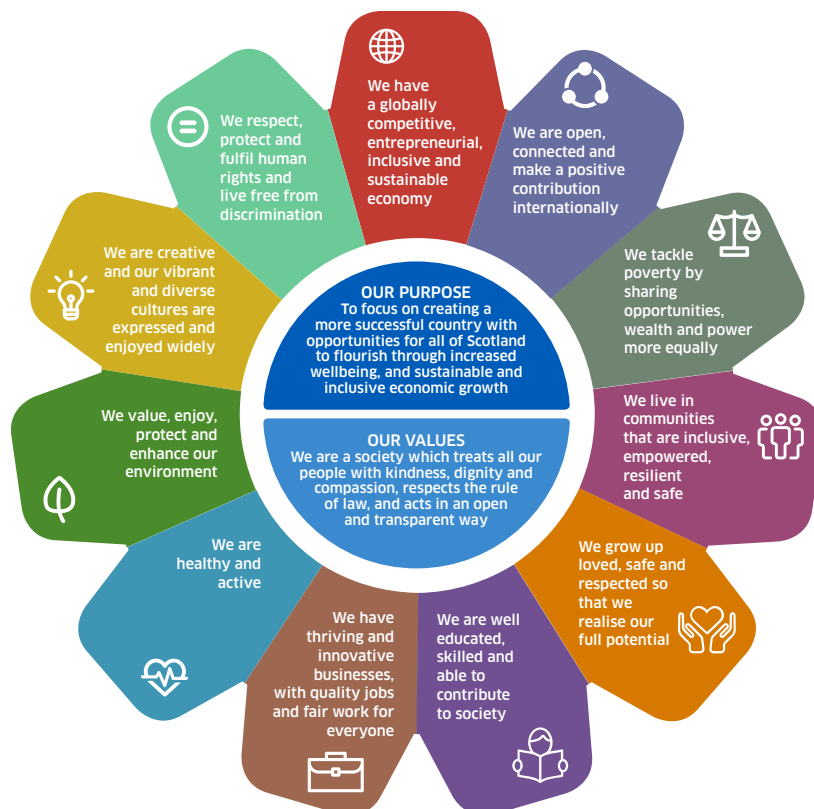 We have
a globally
competitive,
entrepreneurial,
inclusive and
sustainable
economy
We are open,
connected and
make a positive
contribution
internationally
We tackle
poverty by
sharing
opportunities,
wealth and power
more equally
We live in
communities
that are inclusive,
empowered,
resilient
and safe
We grow up
loved, safe and
respected so
that we
realise our
full potential
We are well
educated,
skilled and
able to
contribute
to society
We have
thriving and
innovative
businesses,
with quality jobs
and fair work for
everyone
We are
healthy and
active
We value, enjoy,
protect and
enhance our
environment
We are creative
and our vibrant
and diverse
cultures are
expressed and
enjoyed widely
We respect,
protect and
fulfil human
rights and
live free from
discrimination
OUR PURPOSE
To focus on creating a
more successful country with
opportunities for all of Scotland
to flourish through increased
wellbeing, and sustainable and
inclusive economic growth
OUR VALUES
We are a society which treats all our
people with kindness, dignity and
compassion, respects the rule
of law, and acts in an open
and transparent way